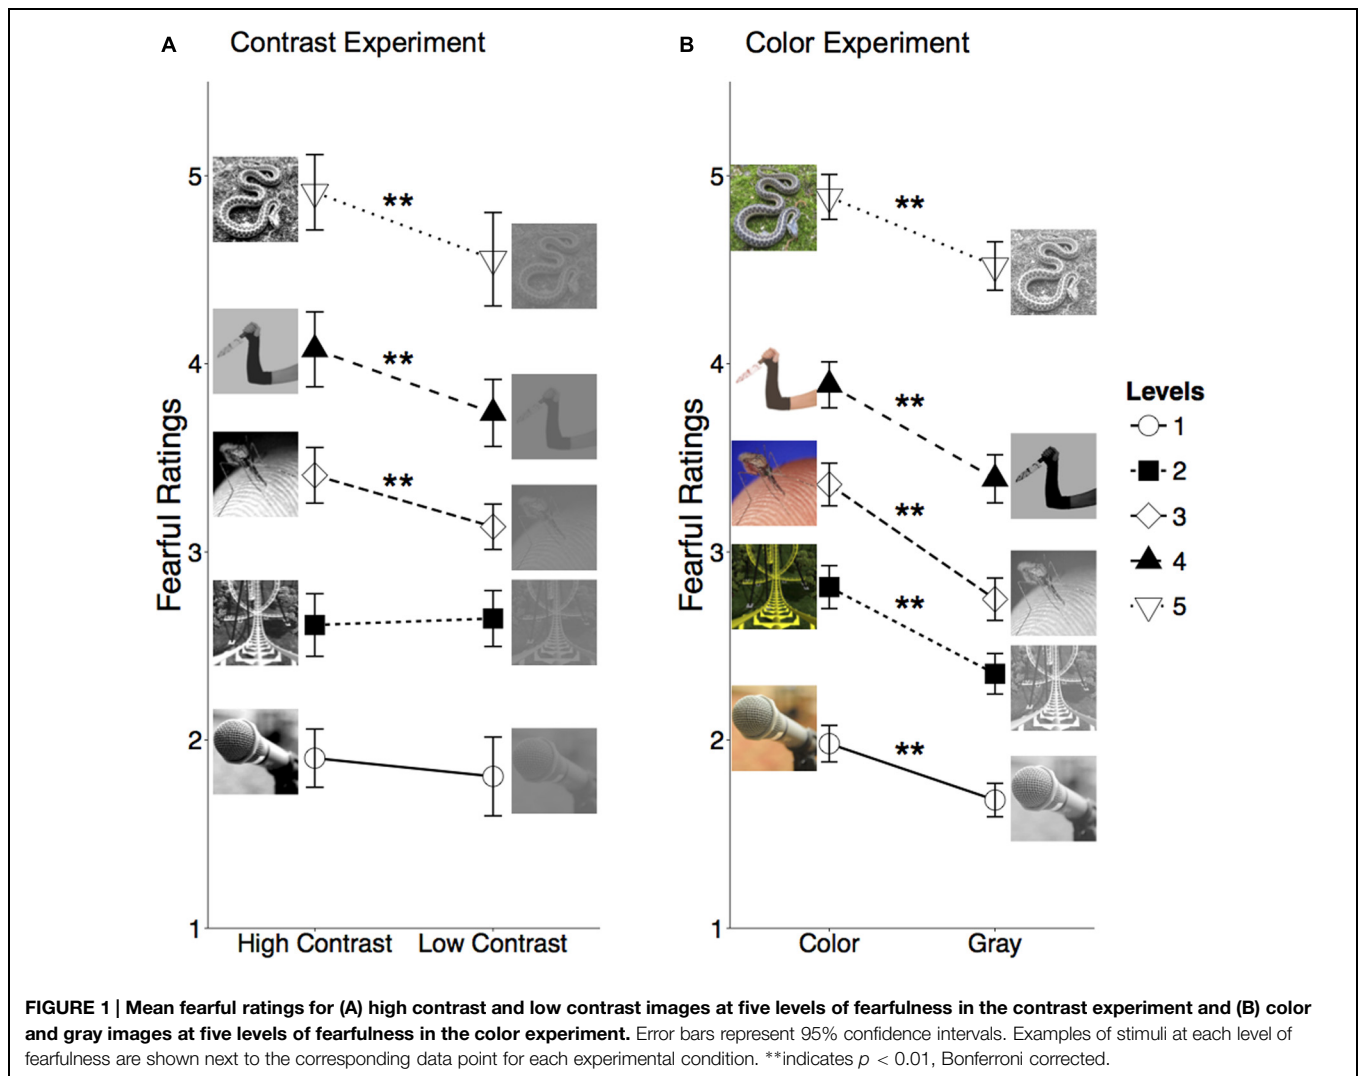 A Contrast Experiment
B Color Experiment
Fearful Ratings
5
4
3
2
1
High Contrast Low Contrast
**
**
**
Fearful Ratings
5
4
3
2
1
Color Gray
**
**
**
**
**
Levels
1
2
3
4
5
FIGURE 1 | Mean fearful ratings for (A) high contrast and low contrast images at five levels of fearfulness in the contrast experiment and (B) color
and gray images at five levels of fearfulness in the color experiment. Error bars represent 95% confidence intervals. Examples of stimuli at each level of
fearfulness are shown next to the corresponding data point for each experimental condition. **indicates p < 0.01, Bonferroni corrected.